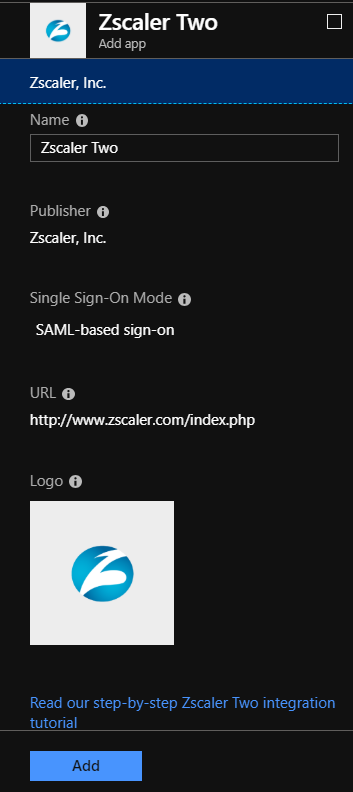 Zscaler Two
Add app
Zscaler, Inc.
Name
Zscaler Two
Publisher
Zscaler, Inc.
Single Sign-On Mode
SAML-based sign-on
URL
http://www.zscaler.com/index.php
Logo
Read our step-by-step Zscaler Two integration
tutorial
Add